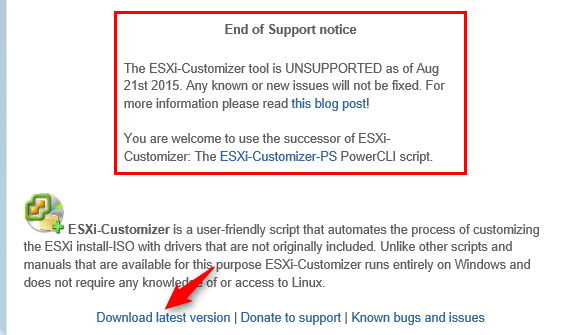 End of Support notice
The ESXi-Customizer tool is UNSUPPORTED as of Aug
21st 2015. Any known or new issues will not be fixed. For
more information please read this blog post!
You are welcome to use the successor of ESXi-
Customizer: The ESXi-Customizer-PS PowerCLI script.
ESXi-Customizer is a user-friendly script that automates the process of customizing
the ESXi install-ISO with drivers that are not originally included. Unlike other scripts and
manuals that are available for this purpose ESXi-Customizer runs entirely on Windows and
does not require any knowledge of or access to Linux.
Download latest version | Donate to support | Known bugs and issues